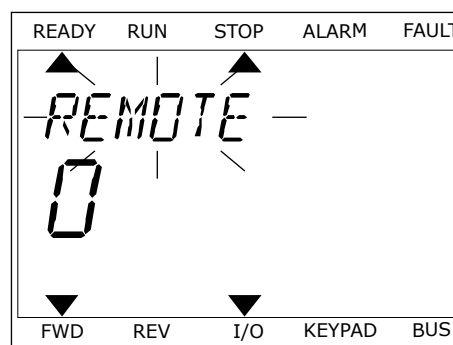 READY RUN STOP ALARM FAULT
REMOTE
0
FWD REV I/O KEYPAD BUS